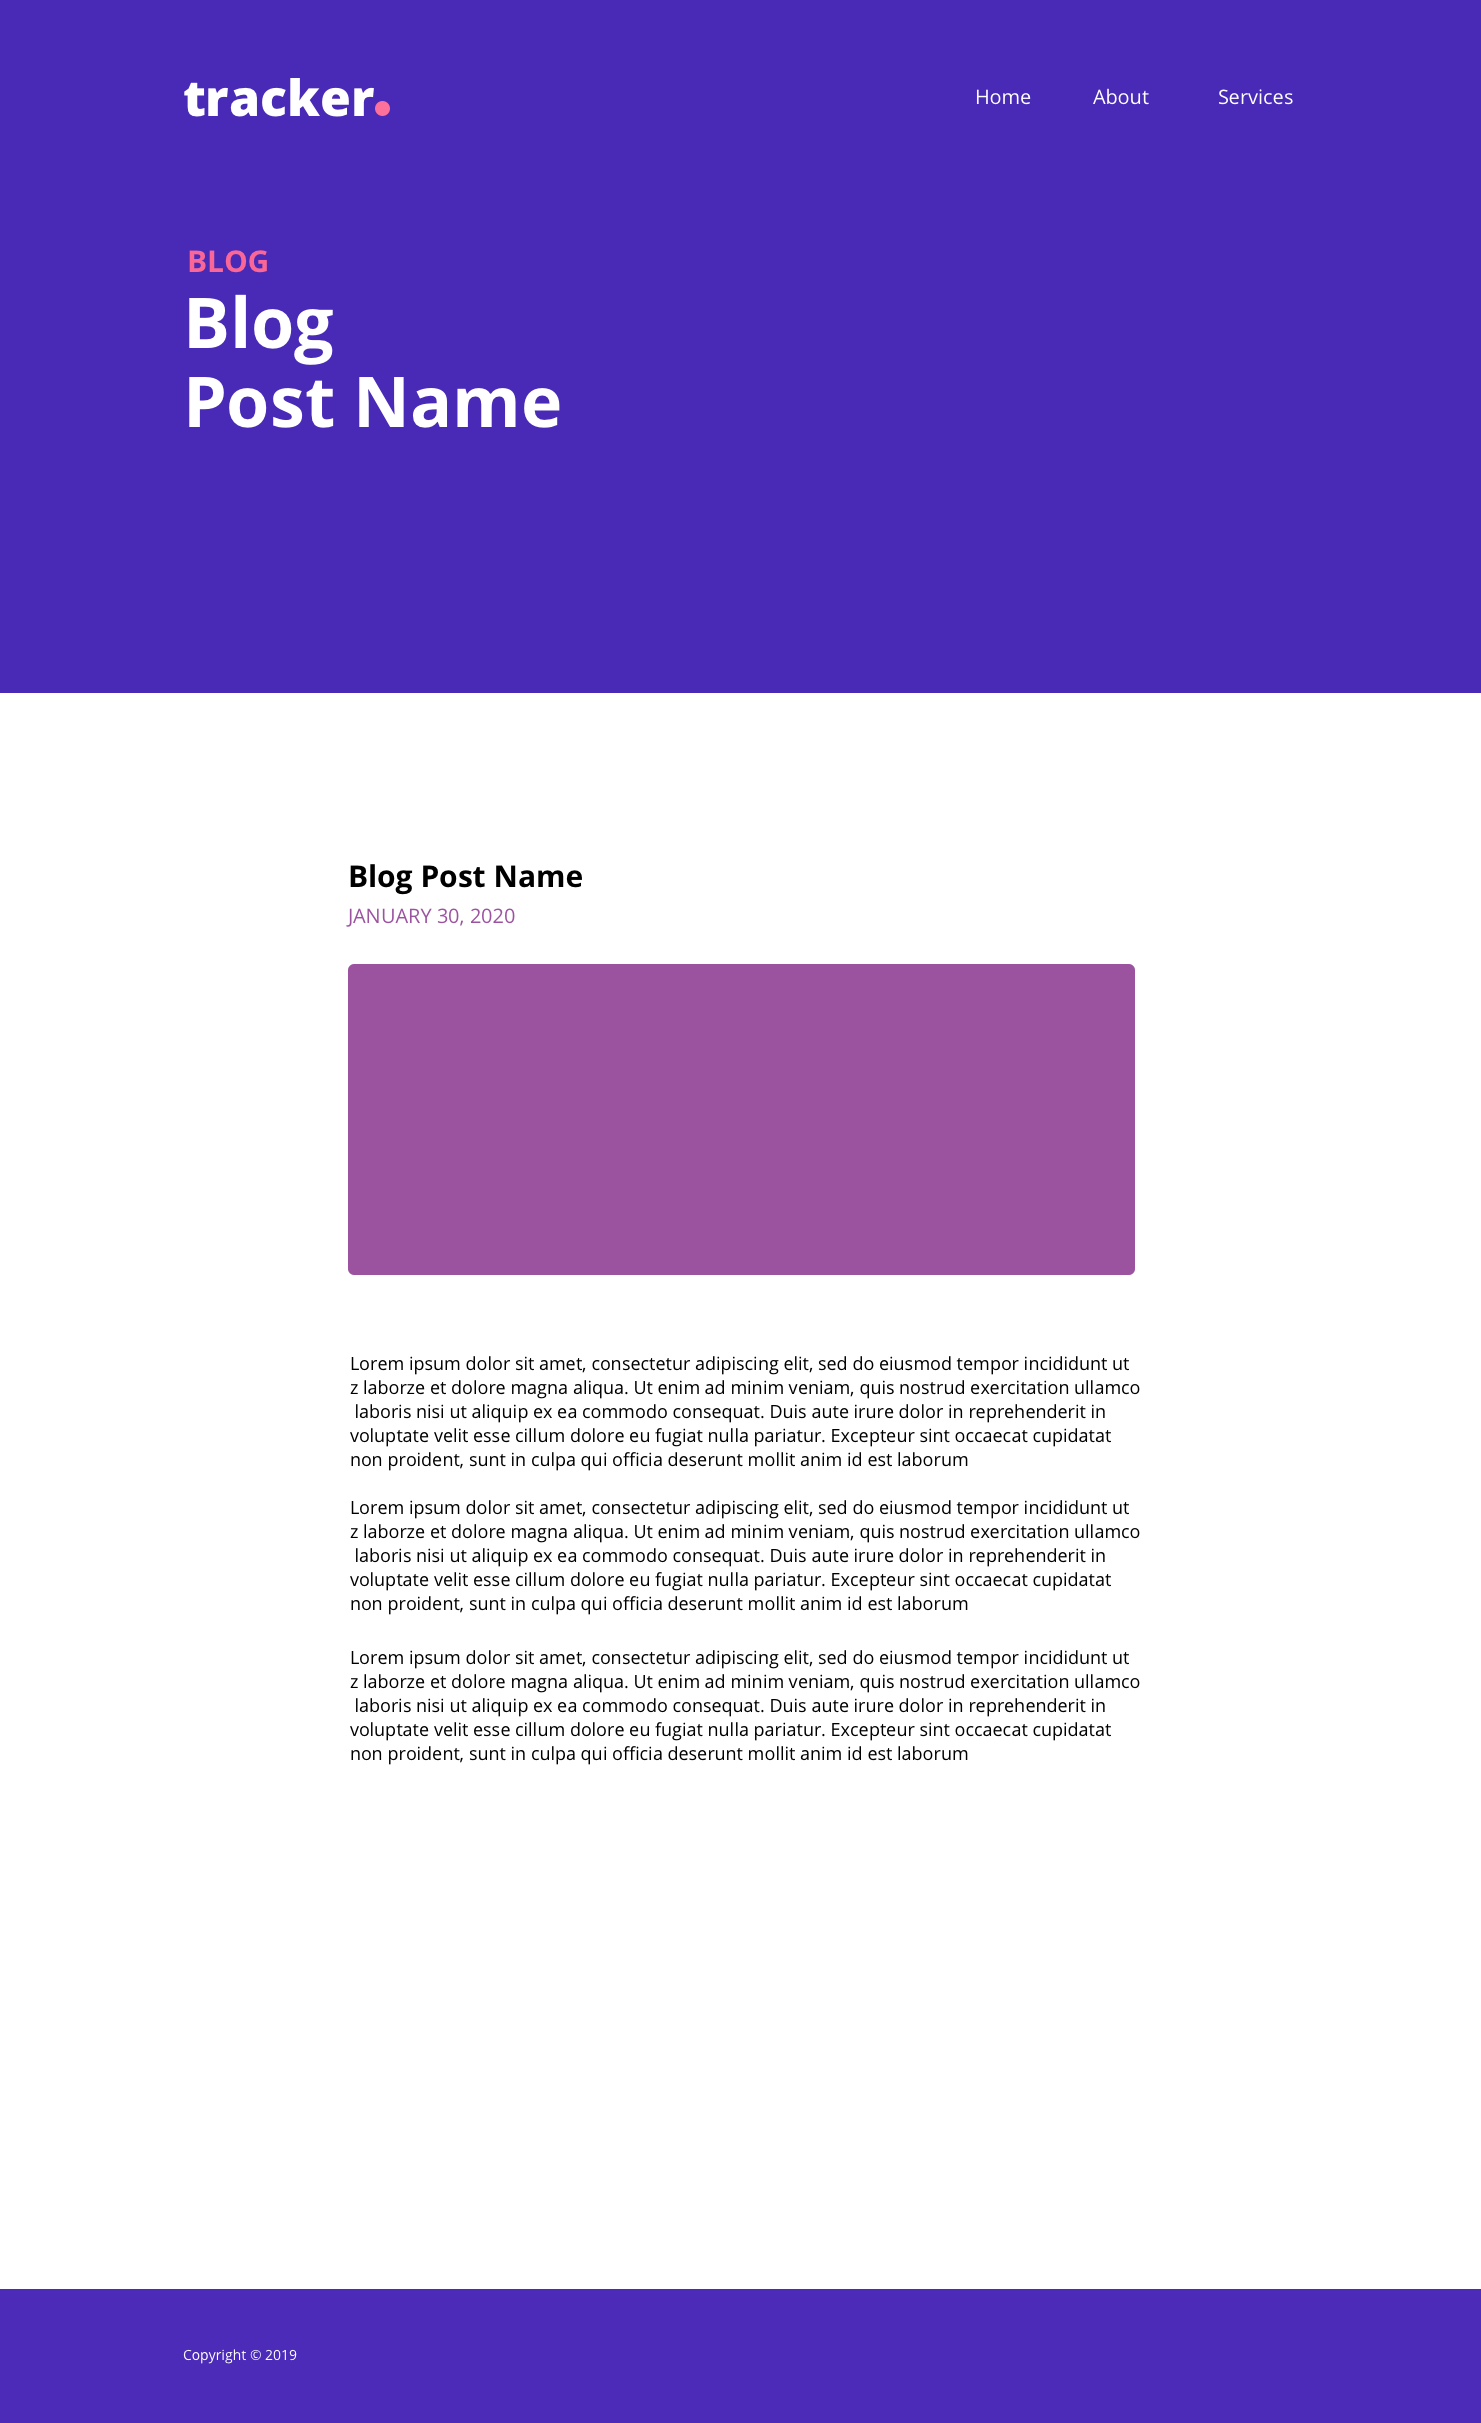 tracker.
Home About Services
BLOG
Blog
Post Name
Blog Post Name
JANUARY 30, 2020
Lorem ipsum dolor sit amet, consectetur adipiscing elit, sed do eiusmod tempor incididunt ut
z laborze et dolore magna aliqua. Ut enim ad minim veniam, quis nostrud exercitation ullamco
laboris nisi ut aliquip ex ea commodo consequat. Duis aute irure dolor in reprehenderit in
voluptate velit esse cillum dolore eu fugiat nulla pariatur. Excepteur sint occaecat cupidatat
non proident, sunt in culpa qui officia deserunt mollit anim id est laborum
Lorem ipsum dolor sit amet, consectetur adipiscing elit, sed do eiusmod tempor incididunt ut
z laborze et dolore magna aliqua. Ut enim ad minim veniam, quis nostrud exercitation ullamco
laboris nisi ut aliquip ex ea commodo consequat. Duis aute irure dolor in reprehenderit in
voluptate velit esse cillum dolore eu fugiat nulla pariatur. Excepteur sint occaecat cupidatat
non proident, sunt in culpa qui officia deserunt mollit anim id est laborum
Lorem ipsum dolor sit amet, consectetur adipiscing elit, sed do eiusmod tempor incididunt ut
z laborze et dolore magna aliqua. Ut enim ad minim veniam, quis nostrud exercitation ullamco
laboris nisi ut aliquip ex ea commodo consequat. Duis aute irure dolor in reprehenderit in
voluptate velit esse cillum dolore eu fugiat nulla pariatur. Excepteur sint occaecat cupidatat
non proident, sunt in culpa qui officia deserunt mollit anim id est laborum
Copyright © 2019